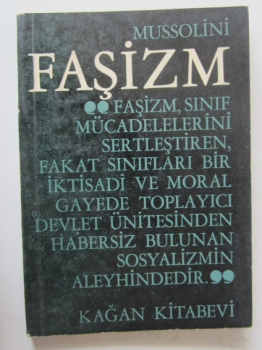 MUSSOLINI
FAŞİZM
❝FAŞİZM, SINIF
MÜCADELELERİNİ
SERTLEŞTİREN,
FAKAT SINIFLARI BİR
İKTİSADÎ VE MORAL
GAYEDE TOPLAYICI
DEVLET ÜNİTESİNDEN
HABERSİZ BULUNAN
SOSYALİZMİN
ALEYHİNDEDİR.❞
KAĞAN KİTABEVİ